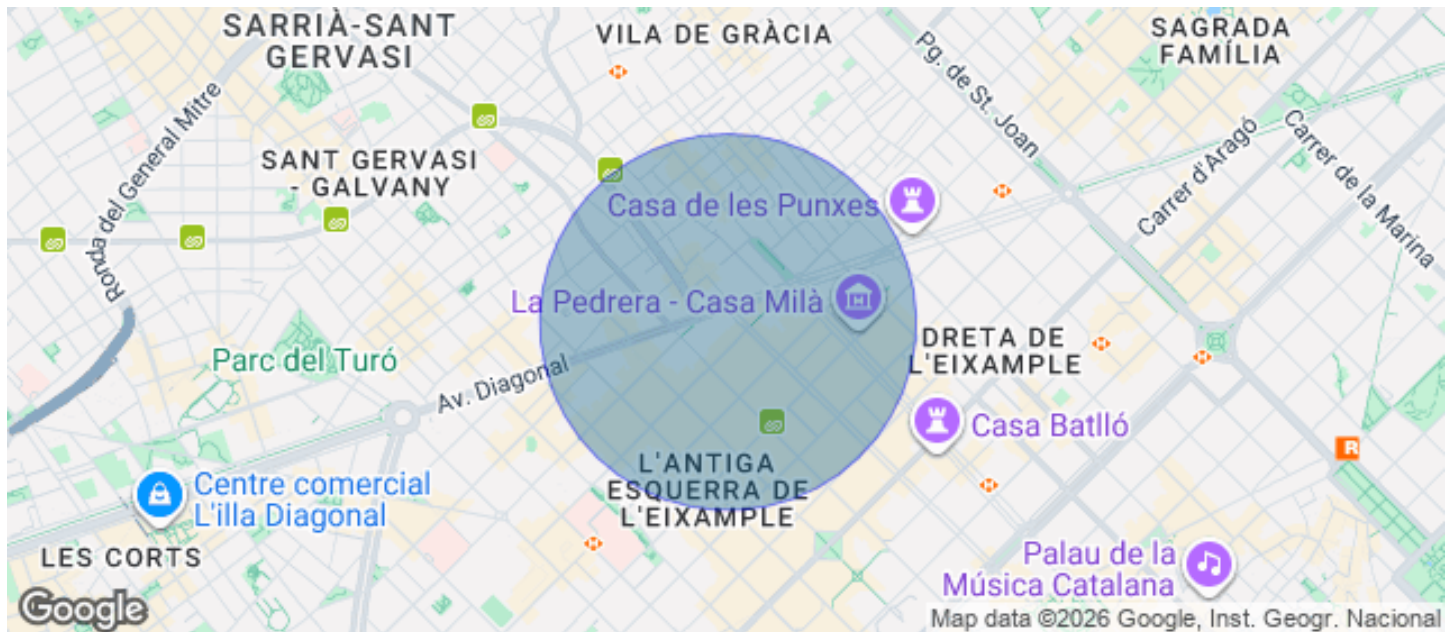 SARRIÀ-SANT
GERVASI
VILA DE GRÀCIA
SAGRADA
FAMÍLIA
Pg. de St. Joan
Ronda del General Mitre
SANT GERVASI
- GALVANY
Carrer d'Aragó
Carrer de la Marina
Casa de les Punxes
La Pedrera - Casa Milà
DRETA DE
L'EIXAMPLE
Parc del Turó
Av. Diagonal
Casa Batlló
L'ANTIGA
ESQUERRA DE
L'EIXAMPLE
R
Centre comercial
L'illa Diagonal
LES CORTS
Palau de la
Música Catalana
Google
Map data ©2026 Google, Inst. Geogr. Nacional